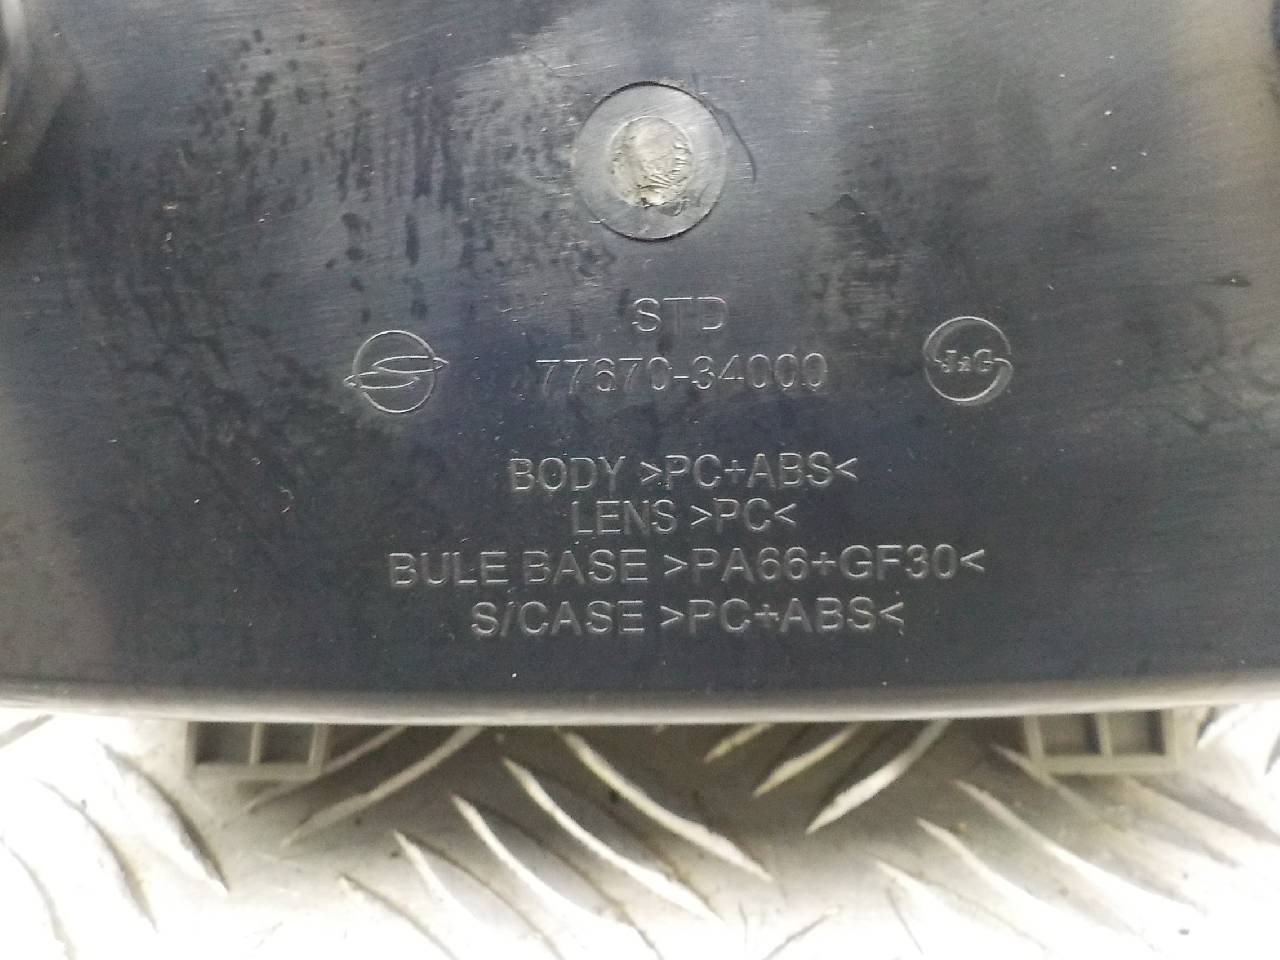 STD
77670-34000
J&G
BODY >PC+ABS<
LENS >PC<
BULE BASE >PA66+GF30<
S/CASE >PC+ABS<